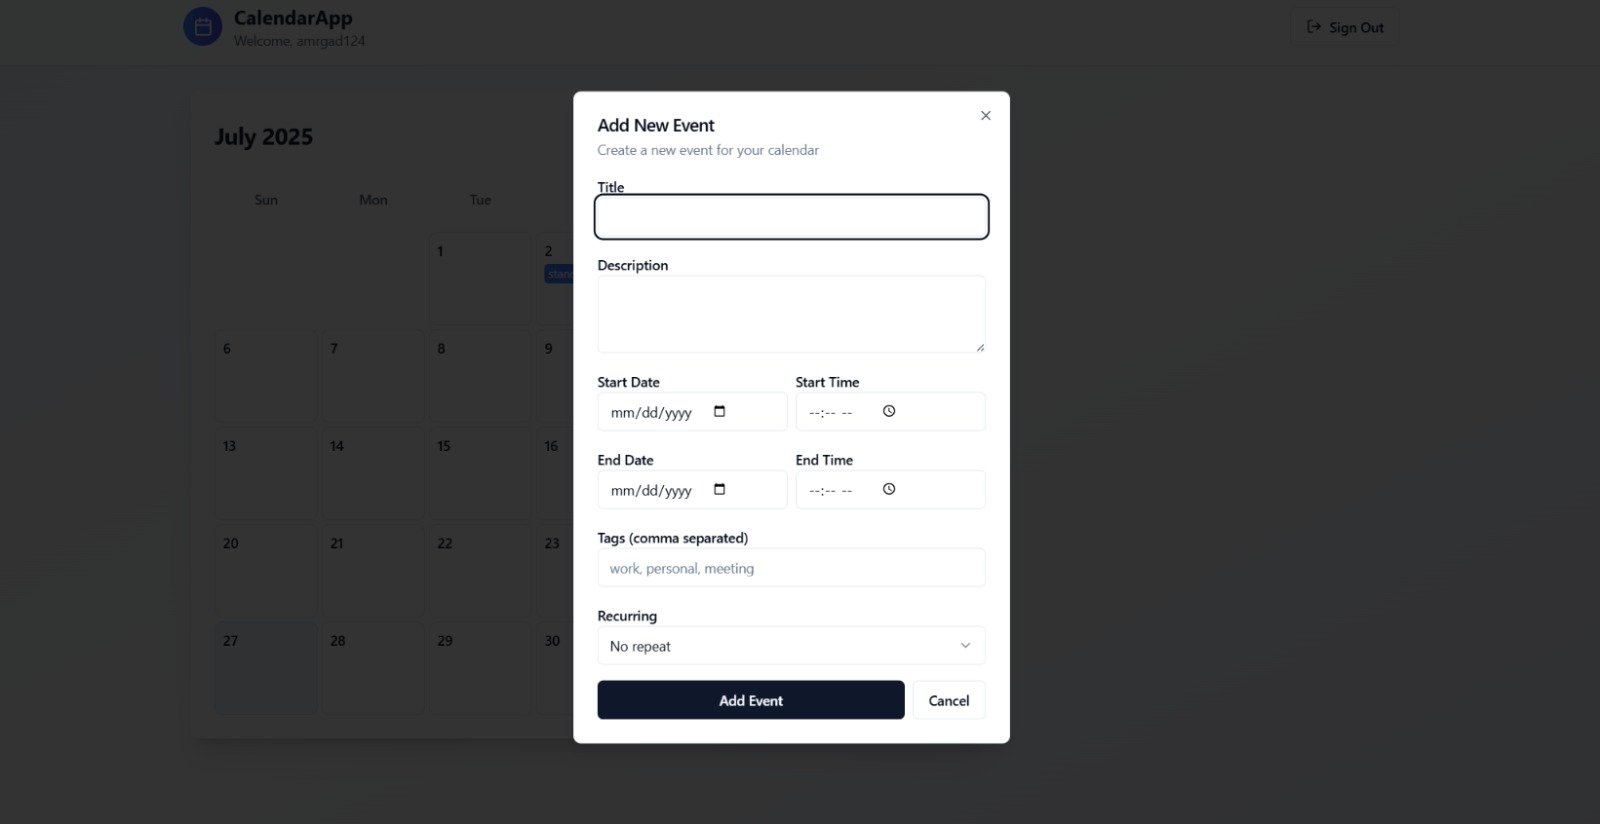 CalendarApp
Welcome, amrgad124
Sign Out
July 2025
Sun Mon Tue
1 2
6 7 8 9
13 14 15 16
20 21 22 23
27 28 29 30
Add New Event
Create a new event for your calendar
Title
Description
Start Date Start Time
mm/dd/yyyy --:-- --
End Date End Time
mm/dd/yyyy --:-- --
Tags (comma separated)
work, personal, meeting
Recurring
No repeat
Add Event Cancel